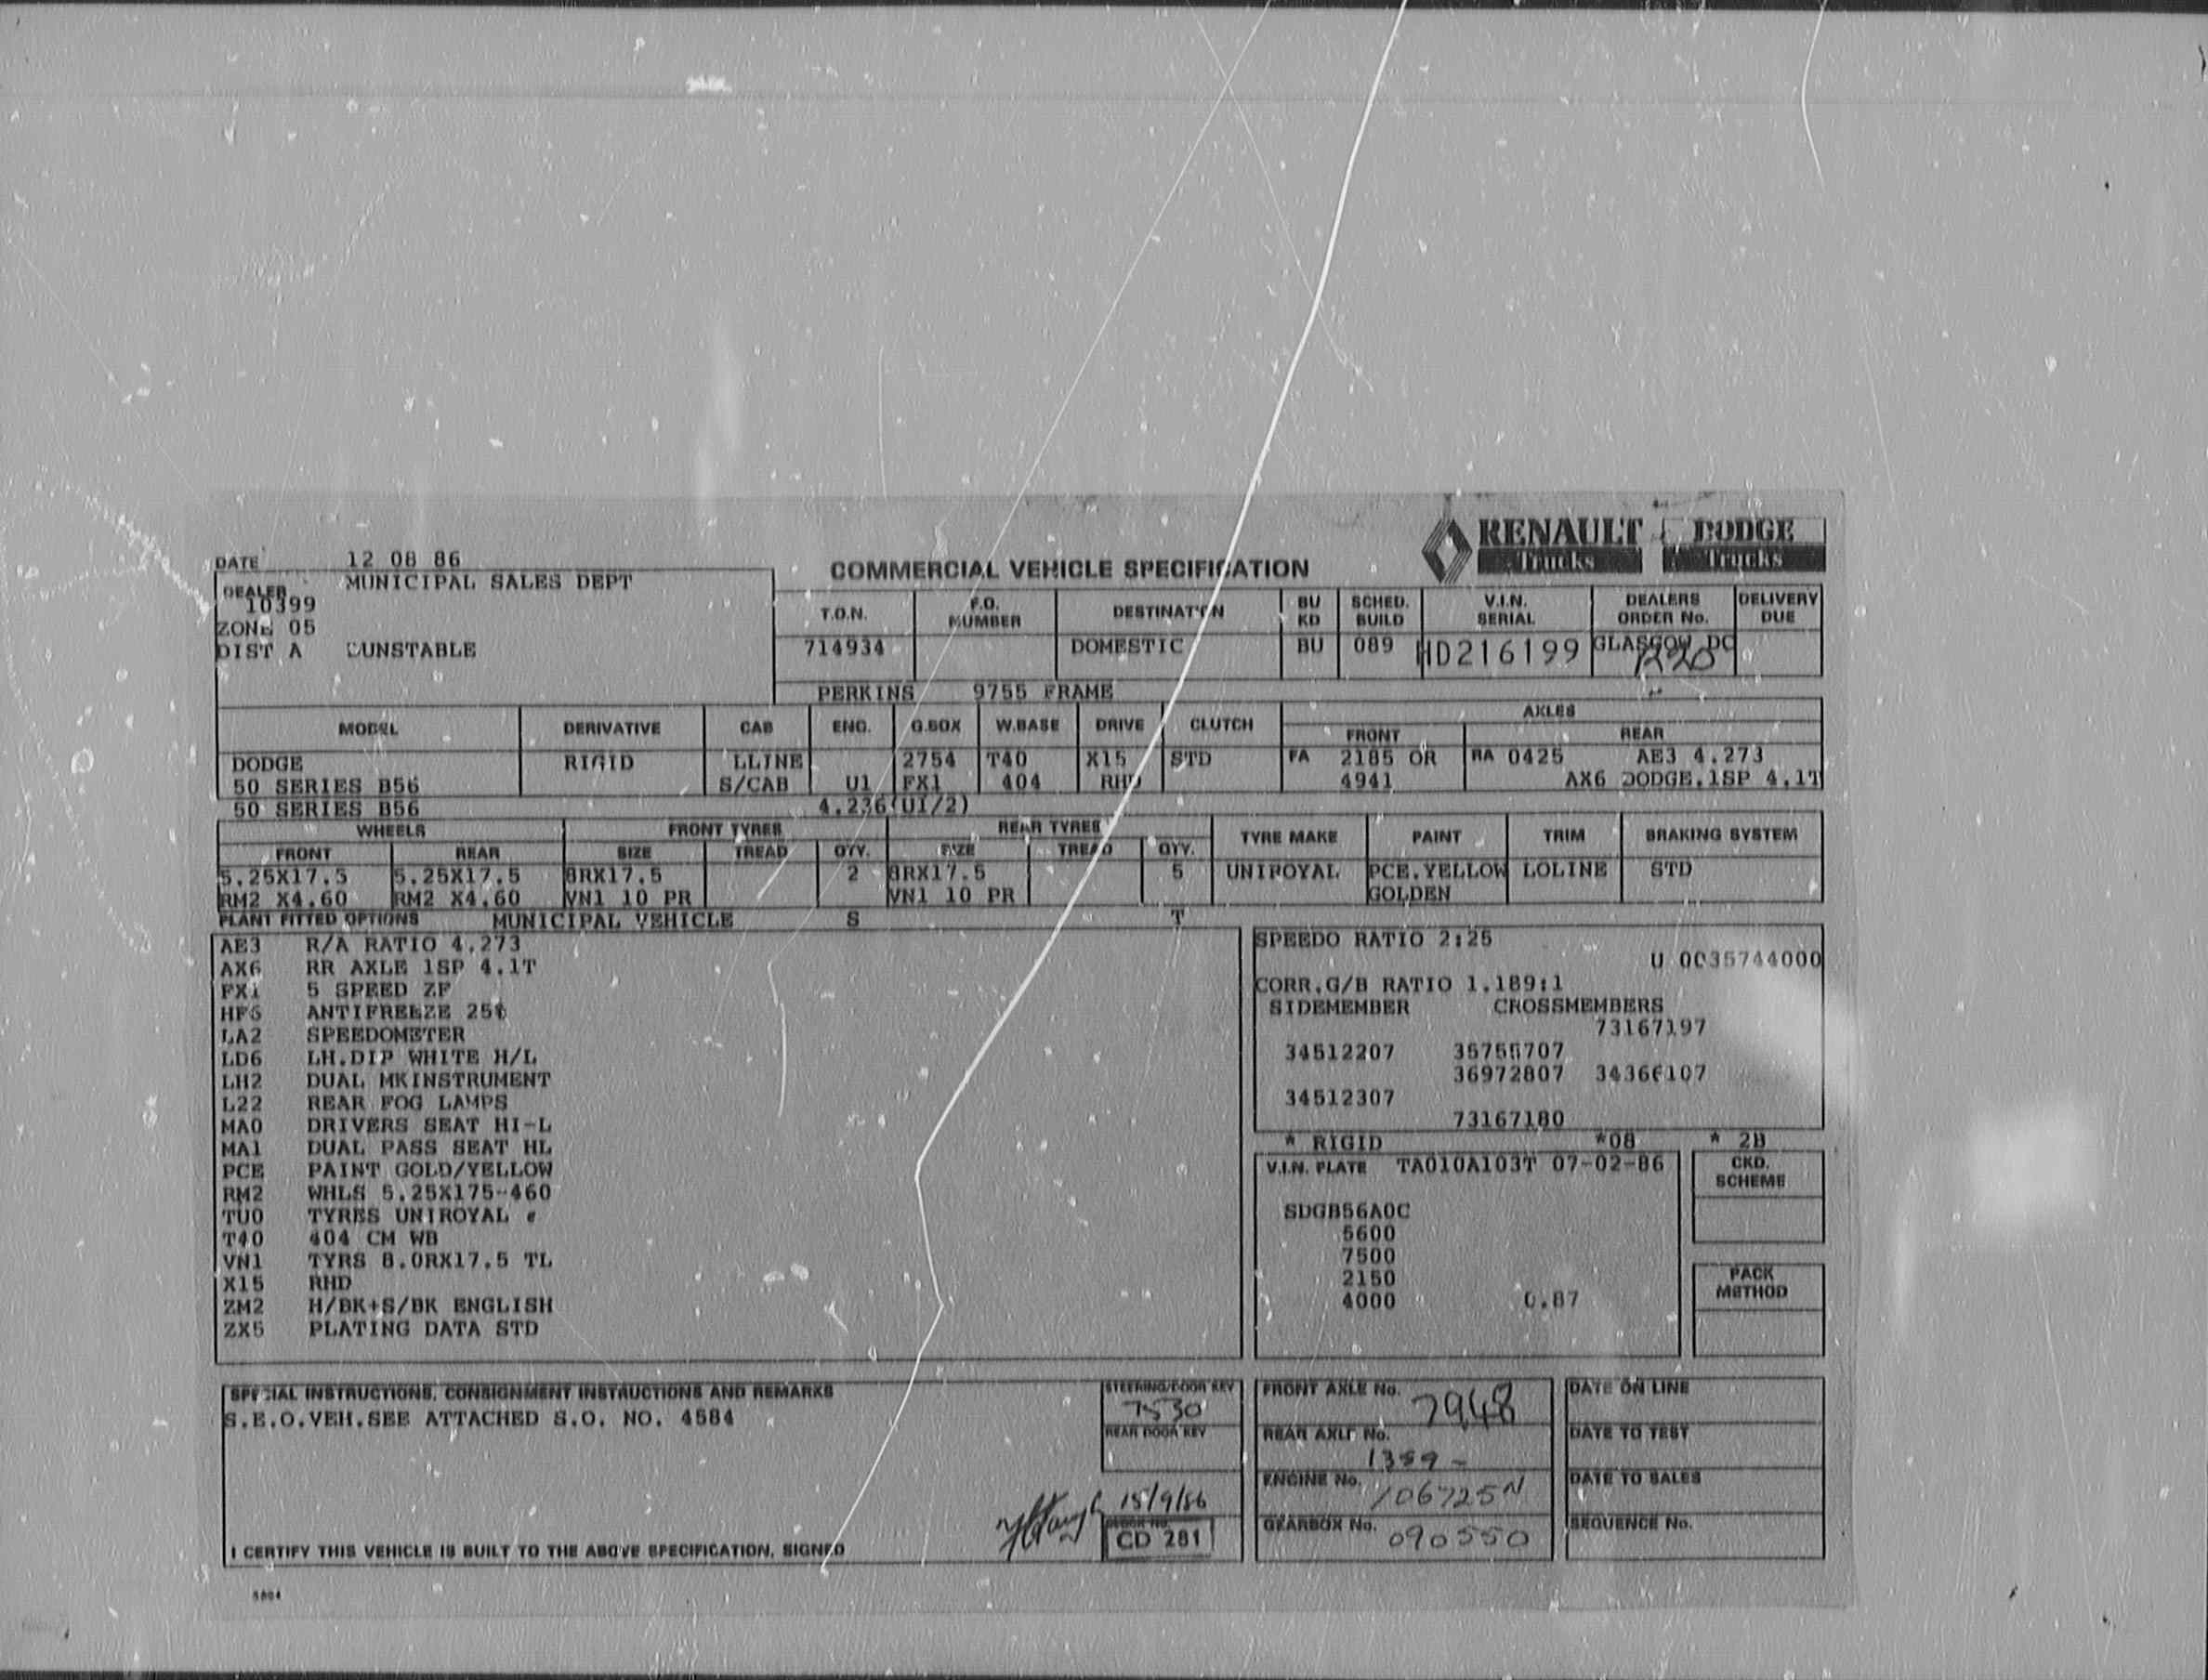 RENAULT Trucks DODGE Trucks
DATE 12 08 86
COMMERCIAL VEHICLE SPECIFICATION
DEALER MUNICIPAL SALES DEPT
10399
ZONE 05
DIST A DUNSTABLE
T.O.N. F.O. NUMBER DESTINATION BU KD SCHED. BUILD V.I.N. SERIAL DEALERS ORDER No. DELIVERY DUE
714934 DOMESTIC BU 089 HD216199 GLASGOW DC
1220
PERKINS 9755 FRAME
MODEL DERIVATIVE CAB ENG. G.BOX W.BASE DRIVE CLUTCH AXLES
FRONT REAR
DODGE RIGID LLINE 2754 T40 X15 STD FA 2185 OR RA 0425 AE3 4.273
50 SERIES B56 S/CAB U1 FX1 404 RHD 4941 AX6 DODGE.1SP 4.1T
50 SERIES B56 4.236(U1/2)
WHEELS FRONT TYRES REAR TYRES TYRE MAKE PAINT TRIM BRAKING SYSTEM
FRONT REAR SIZE TREAD QTY. SIZE TREAD QTY.
5.25X17.5 5.25X17.5 8RX17.5 2 8RX17.5 5 UNIROYAL PCE.YELLOW LOLINE STD
RM2 X4.60 RM2 X4.60 VN1 10 PR VN1 10 PR GOLDEN
PLANT FITTED OPTIONS MUNICIPAL VEHICLE S T
AE3 R/A RATIO 4.273
AX6 RR AXLE 1SP 4.1T
FX1 5 SPEED ZF
HF6 ANTIFREEZE 25%
LA2 SPEEDOMETER
LD6 LH.DIP WHITE H/L
LH2 DUAL MKINSTRUMENT
L22 REAR FOG LAMPS
MA0 DRIVERS SEAT HI-L
MA1 DUAL PASS SEAT HL
PCE PAINT GOLD/YELLOW
RM2 WHLS 5.25X175-460
TU0 TYRES UNIROYAL
T40 404 CM WB
VN1 TYRS 8.0RX17.5 TL
X15 RHD
ZM2 H/BK+S/BK ENGLISH
ZX5 PLATING DATA STD
SPEEDO RATIO 2:25
U 0035744000
CORR.G/B RATIO 1.189:1
SIDEMEMBER CROSSMEMBERS
73167197
34512207 35755707
36972807 34366107
34512307
73167180
* RIGID *08 * 2B
V.I.N. PLATE TA010A103T 07-02-86
CKD. SCHEME
SDGB56A0C
5600
7500
2150
4000 0.87
PACK METHOD
SPECIAL INSTRUCTIONS, CONSIGNMENT INSTRUCTIONS AND REMARKS
S.E.O.VEH.SEE ATTACHED S.O. NO. 4584
STEERING/DOOR KEY
7530
REAR DOOR KEY
15/9/86
CD 281
I CERTIFY THIS VEHICLE IS BUILT TO THE ABOVE SPECIFICATION, SIGNED
FRONT AXLE No. 7948
REAR AXLE No.
1359 -
ENGINE No. 106725N
GEARBOX No. 090550
DATE ON LINE
DATE TO TEST
DATE TO SALES
SEQUENCE No.